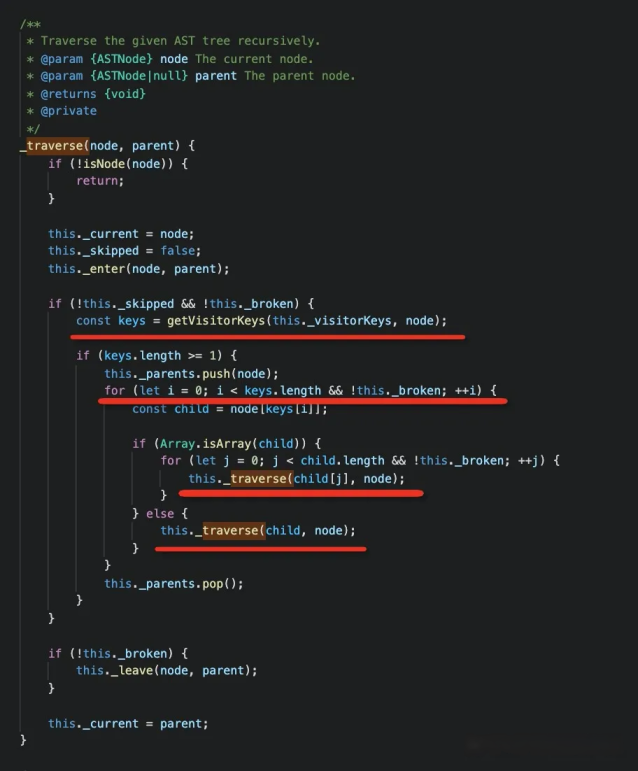 /**
 * Traverse the given AST tree recursively.
 * @param {ASTNode} node The current node.
 * @param {ASTNode|null} parent The parent node.
 * @returns {void}
 * @private
 */
_traverse(node, parent) {
    if (!isNode(node)) {
        return;
    }

    this._current = node;
    this._skipped = false;
    this._enter(node, parent);

    if (!this._skipped && !this._broken) {
        const keys = getVisitorKeys(this._visitorKeys, node);

        if (keys.length >= 1) {
            this._parents.push(node);
            for (let i = 0; i < keys.length && !this._broken; ++i) {
                const child = node[keys[i]];

                if (Array.isArray(child)) {
                    for (let j = 0; j < child.length && !this._broken; ++j) {
                        this._traverse(child[j], node);
                    }
                } else {
                    this._traverse(child, node);
                }
            }
            this._parents.pop();
        }
    }

    if (!this._broken) {
        this._leave(node, parent);
    }

    this._current = parent;
}